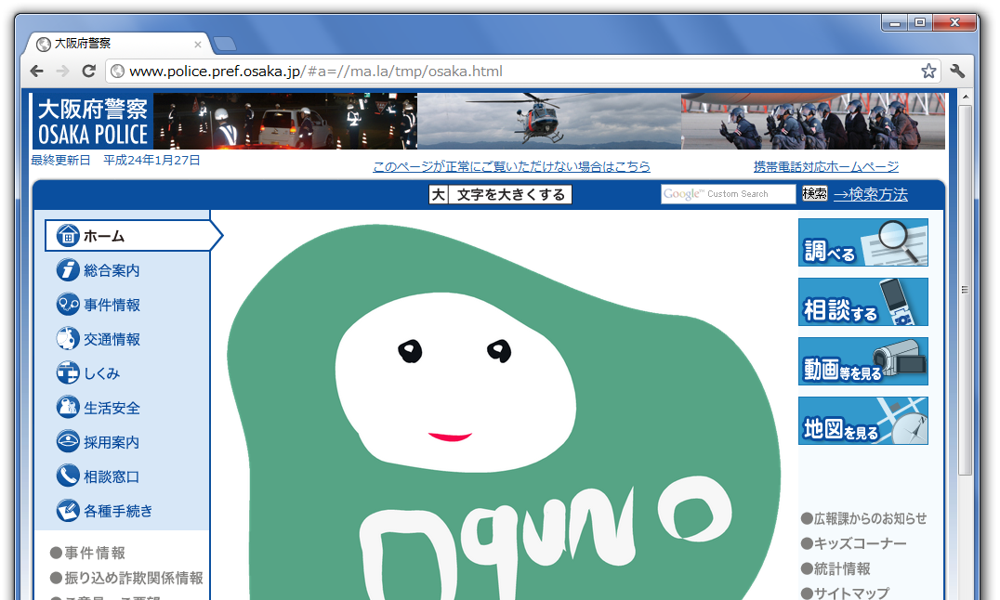 大阪府警察
www.police.pref.osaka.jp/#a=//ma.la/tmp/osaka.html
大阪府警察
OSAKA POLICE
最終更新日 平成24年1月27日
このページが正常にご覧いただけない場合はこちら
携帯電話対応ホームページ
大 文字を大きくする
Google™ Custom Search
検索
→検索方法
ホーム
総合案内
事件情報
交通情報
しくみ
生活安全
採用案内
相談窓口
各種手続き
●事件情報
●振り込め詐欺関係情報
調べる
相談する
動画等を見る
地図を見る
●広報課からのお知らせ
●キッズコーナー
●統計情報
●サイトマップ